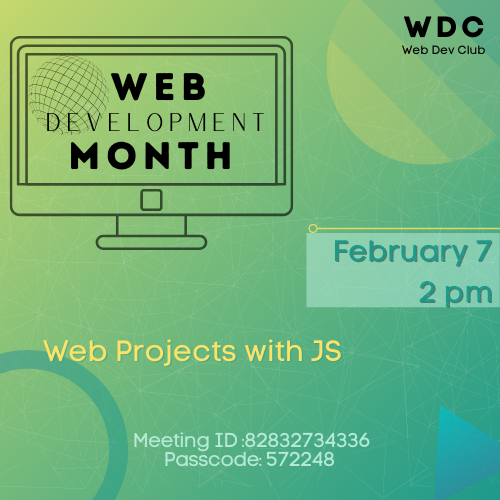 WDC
Web Dev Club
WEB
DEVELOPMENT
MONTH
February 7
2 pm
Web Projects with JS
Meeting ID :82832734336
Passcode: 572248